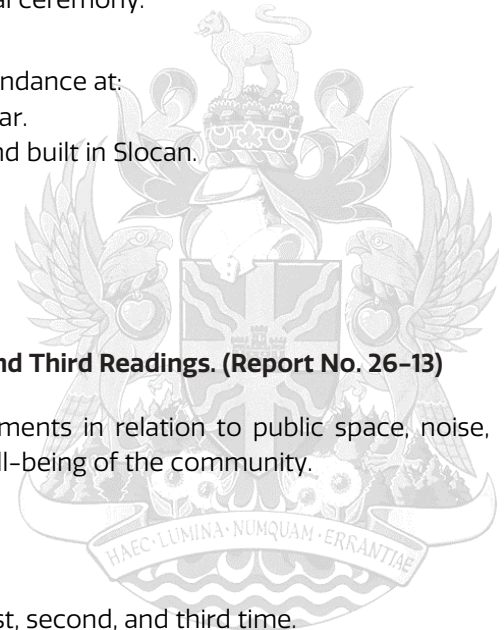 al ceremony.
ndance at:
ar.
nd built in Slocan.
nd Third Readings. (Report No. 26-13)
ments in relation to public space, noise,
ll-being of the community.
HAEC·LUMINA·NUMQUAM·ERRANTIAE
st, second, and third time.